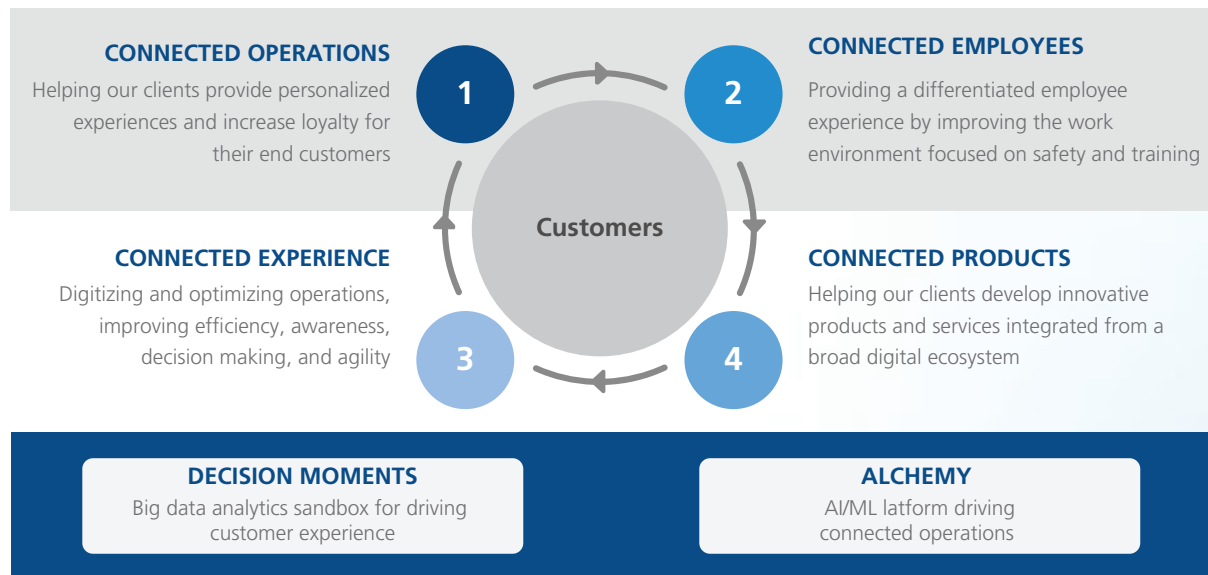 CONNECTED OPERATIONS
Helping our clients provide personalized
experiences and increase loyalty for
their end customers
1
2
CONNECTED EMPLOYEES
Providing a differentiated employee
experience by improving the work
environment focused on safety and training
Customers
CONNECTED EXPERIENCE
Digitizing and optimizing operations,
improving efficiency, awareness,
decision making, and agility
3
4
CONNECTED PRODUCTS
Helping our clients develop innovative
products and services integrated from a
broad digital ecosystem
DECISION MOMENTS
Big data analytics sandbox for driving
customer experience
ALCHEMY
AI/ML latform driving
connected operations